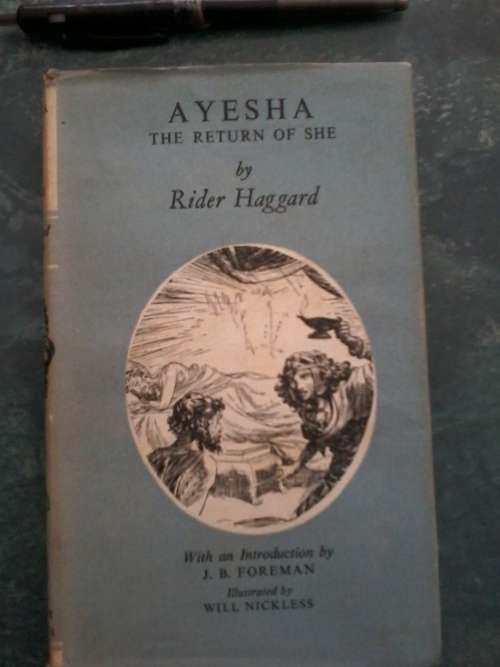 AYESHA
THE RETURN OF SHE
by
Rider Haggard
With an Introduction by
J. B. FOREMAN
Illustrated by
WILL NICKLESS